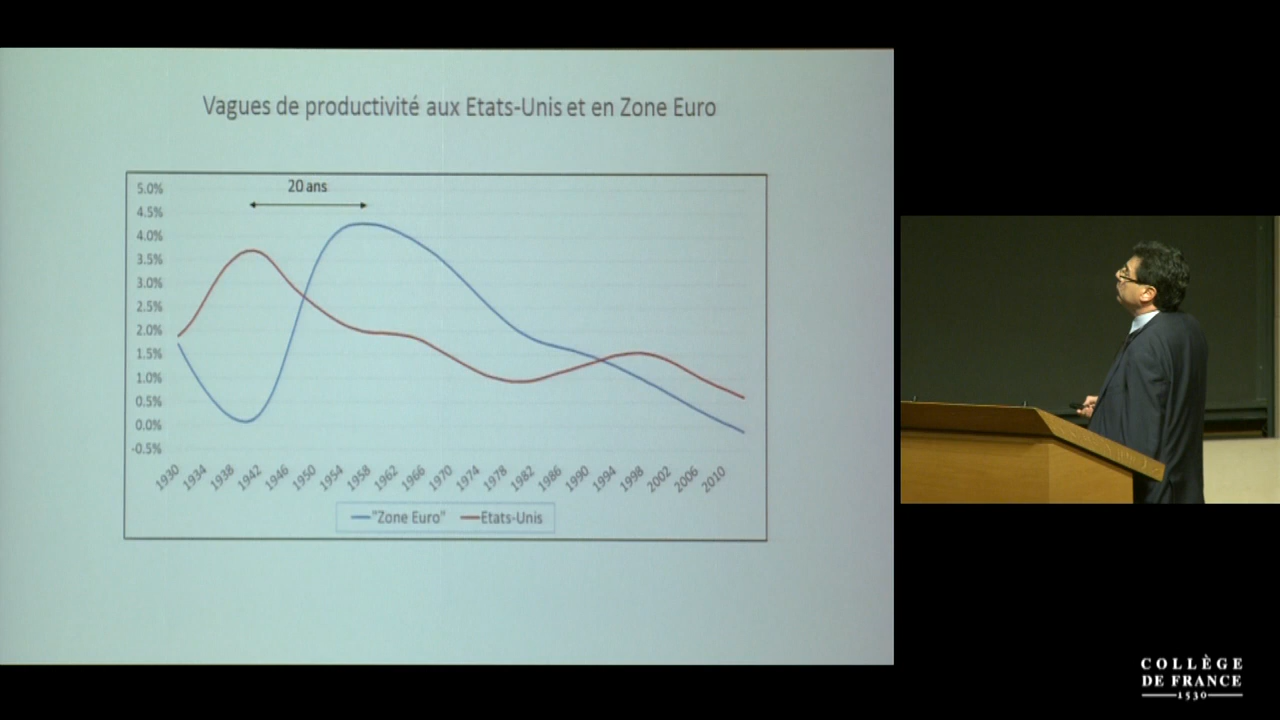 Vagues de productivité aux Etats-Unis et en Zone Euro
20 ans
5.0%
4.5%
4.0%
3.5%
3.0%
2.5%
2.0%
1.5%
1.0%
0.5%
0.0%
-0.5%
1930 1934 1938 1942 1946 1950 1954 1958 1962 1966 1970 1974 1978 1982 1986 1990 1994 1998 2002 2006 2010
"Zone Euro" Etats-Unis
COLLÈGE
DE FRANCE
1530